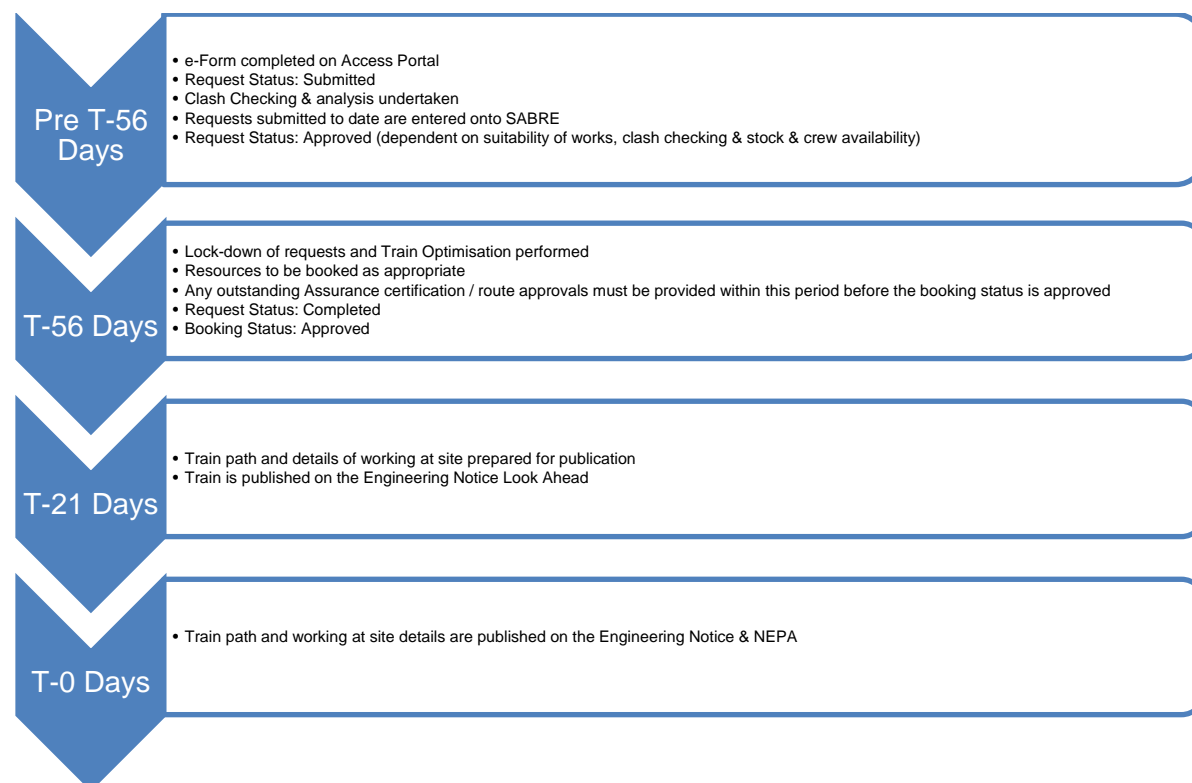 Pre T-56
Days
• e-Form completed on Access Portal
• Request Status: Submitted
• Clash Checking & analysis undertaken
• Requests submitted to date are entered onto SABRE
• Request Status: Approved (dependent on suitability of works, clash checking & stock & crew availability)
T-56 Days
• Lock-down of requests and Train Optimisation performed
• Resources to be booked as appropriate
• Any outstanding Assurance certification / route approvals must be provided within this period before the booking status is approved
• Request Status: Completed
• Booking Status: Approved
T-21 Days
• Train path and details of working at site prepared for publication
• Train is published on the Engineering Notice Look Ahead
T-0 Days
• Train path and working at site details are published on the Engineering Notice & NEPA